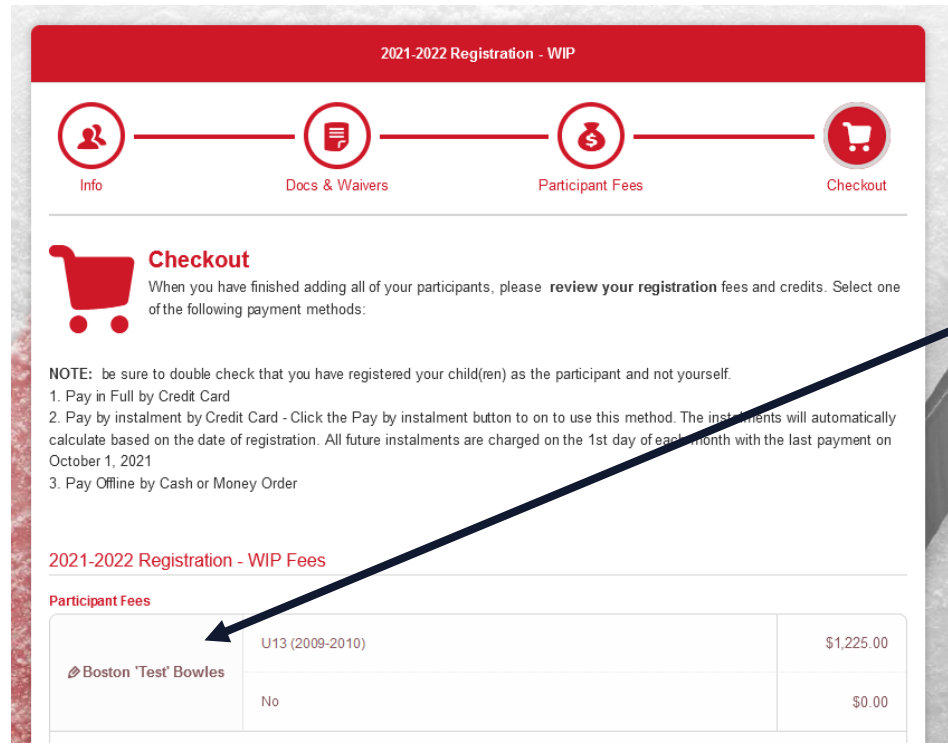 2021-2022 Registration - WIP
Info
Docs & Waivers
Participant Fees
Checkout
Checkout
When you have finished adding all of your participants, please review your registration fees and credits. Select one
of the following payment methods:
NOTE: be sure to double check that you have registered your child(ren) as the participant and not yourself.
1. Pay in Full by Credit Card
2. Pay by instalment by Credit Card - Click the Pay by instalment button to on to use this method. The instalments will automatically
calculate based on the date of registration. All future instalments are charged on the 1st day of each month with the last payment on
October 1, 2021
3. Pay Offline by Cash or Money Order
2021-2022 Registration - WIP Fees
Participant Fees
Boston 'Test' Bowles
U13 (2009-2010)
$1,225.00
No
$0.00